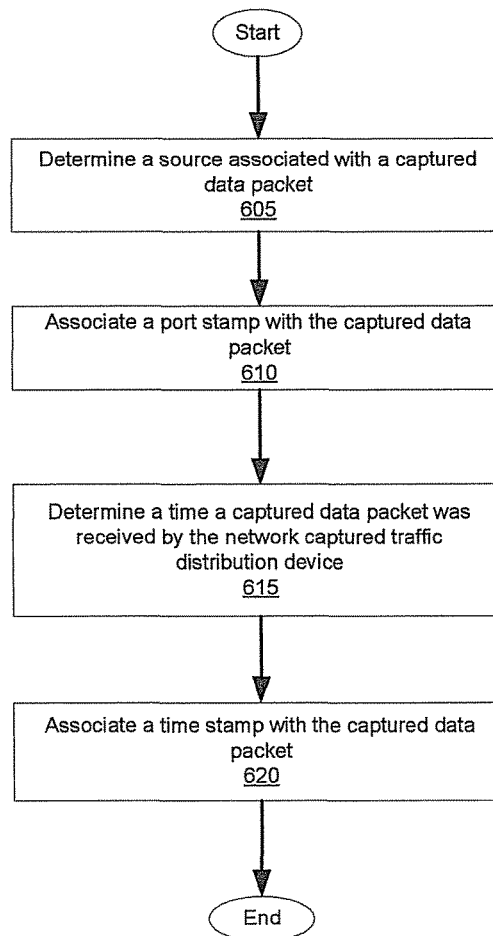 Start
Determine a source associated with a captured
data packet
605
Associate a port stamp with the captured data
packet
610
Determine a time a captured data packet was
received by the network captured traffic
distribution device
615
Associate a time stamp with the captured data
packet
620
End